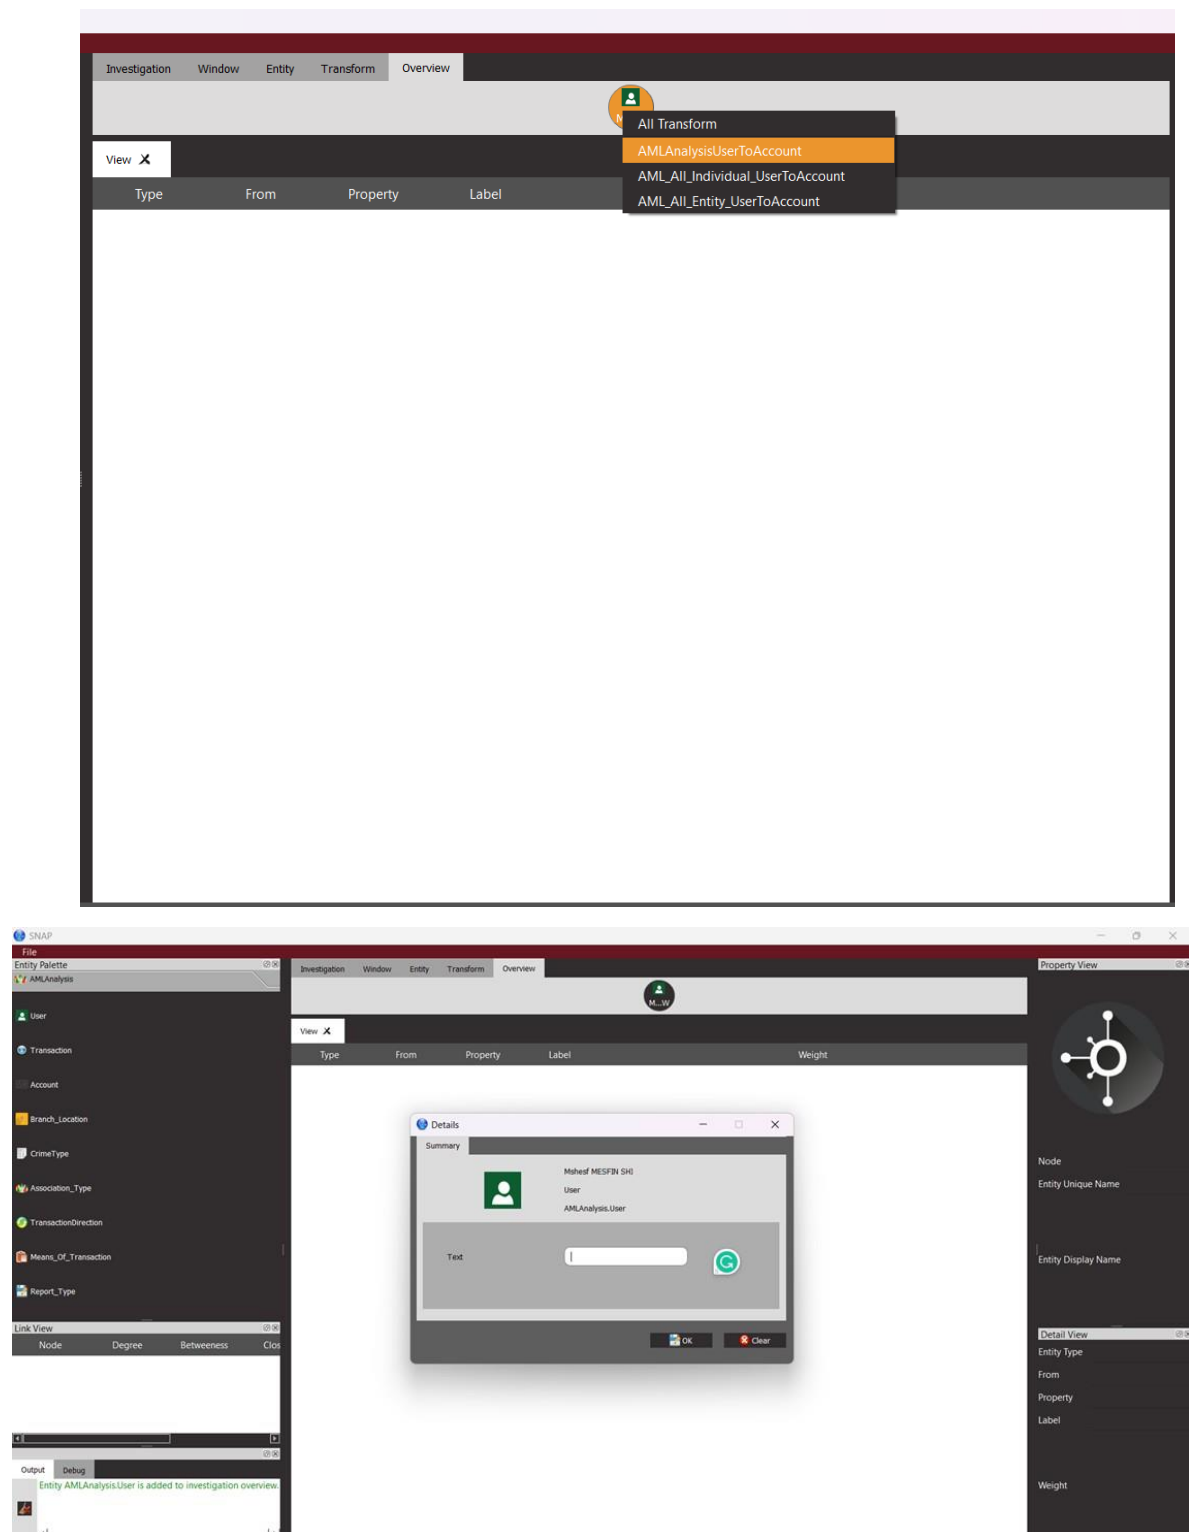 Investigation Window Entity Transform Overview
All Transform
AMLAnalysisUserToAccount
AML_All_Individual_UserToAccount
AML_All_Entity_UserToAccount
View
Type From Property Label
SNAP
File
Entity Palette
AMLAnalysis
User
Transaction
Account
Branch_Location
CrimeType
Association_Type
TransactionDirection
Means_Of_Transaction
Report_Type
Link View
Node Degree Betweeness Clos
Output Debug
Entity AMLAnalysis.User is added to investigation overview.
Investigation Window Entity Transform Overview
M...W
View
Type From Property Label Weight
Details
Summary
Mshesf MESFIN SHI
User
AMLAnalysis.User
Text
OK Clear
Property View
Node
Entity Unique Name
Entity Display Name
Detail View
Entity Type
From
Property
Label
Weight